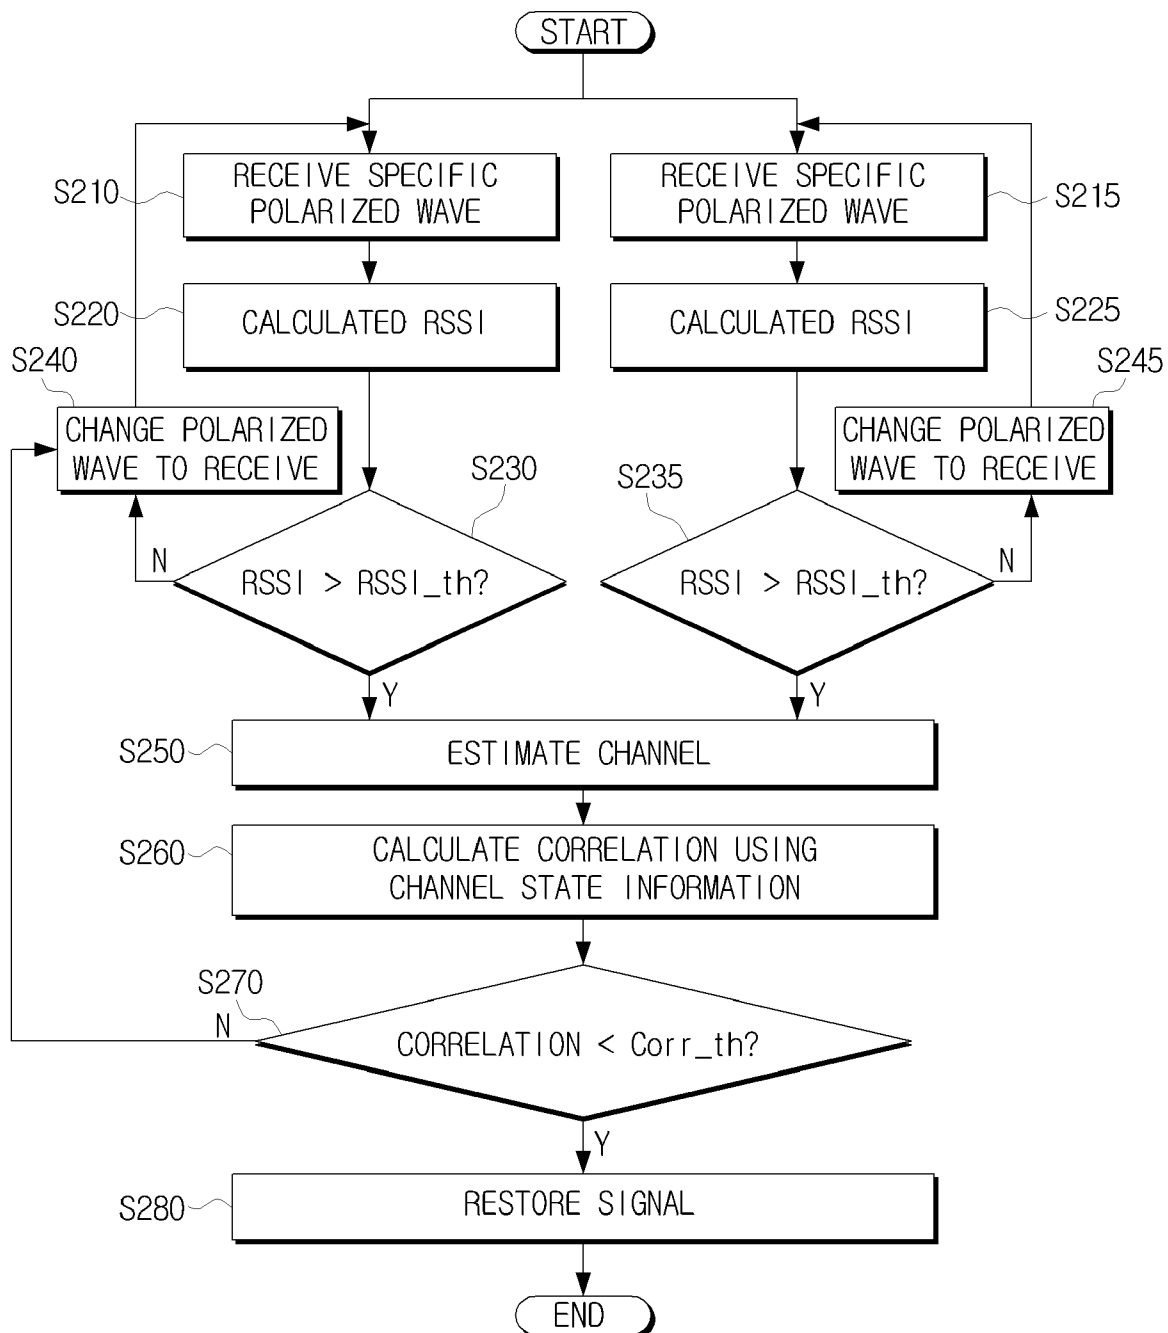 START
RECEIVE SPECIFIC
POLARIZED WAVE
S210
RECEIVE SPECIFIC
POLARIZED WAVE
S215
CALCULATED RSSI
S220
CALCULATED RSSI
S225
S240
CHANGE POLARIZED
WAVE TO RECEIVE
S245
CHANGE POLARIZED
WAVE TO RECEIVE
S230
RSSI > RSSI_th?
N
Y
S235
RSSI > RSSI_th?
N
Y
S250
ESTIMATE CHANNEL
S260
CALCULATE CORRELATION USING
CHANNEL STATE INFORMATION
S270
N
CORRELATION < Corr_th?
Y
S280
RESTORE SIGNAL
END